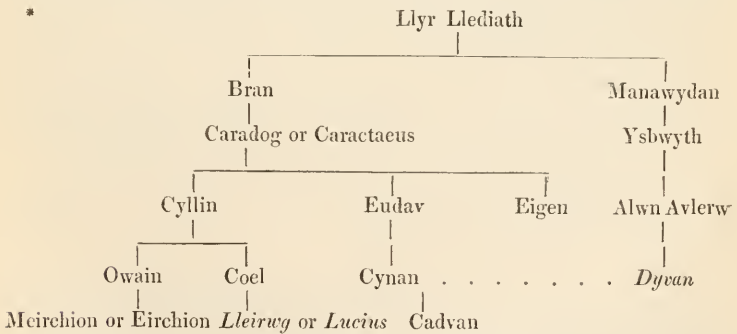 *
Llyr Llediath
Bran Manawydan
Caradog or Caractaeus Ysbwyth
Cyllin Eudav Eigen Alwn Avlerw
Owain Coel Cynan . . . . . . . Dyvan
Meirchion or Eirchion Lleirwg or Lucius Cadvan